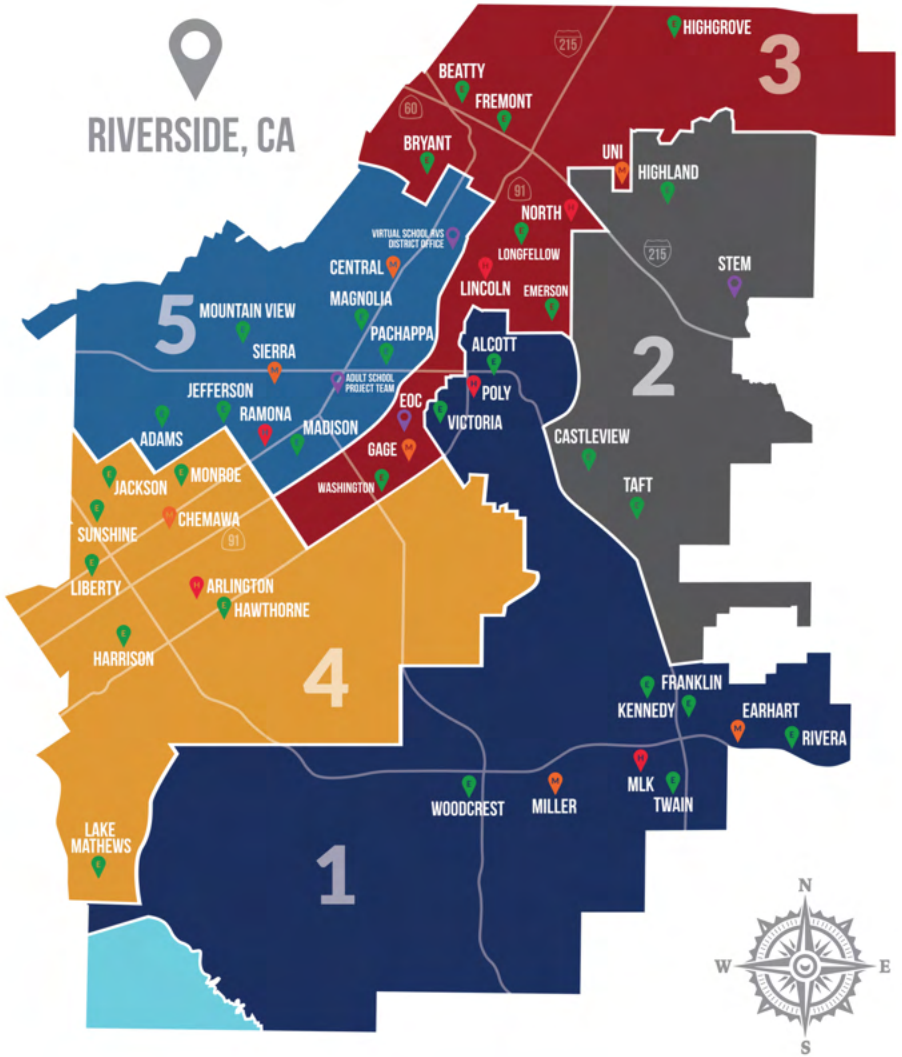 HIGHGROVE
3
215
BEATTY
FREMONT
60
RIVERSIDE, CA
BRYANT
UNI
HIGHLAND
91
NORTH
VIRTUAL SCHOOL RVS
DISTRICT OFFICE
LONGFELLOW
215
CENTRAL
STEM
LINCOLN
EMERSON
MAGNOLIA
MOUNTAIN VIEW
5
PACHAPPA
SIERRA
ALCOTT
2
ADULT SCHOOL
PROJECT TEAM
JEFFERSON
POLY
EOC
RAMONA
VICTORIA
MADISON
ADAMS
CASTLEVIEW
GAGE
JACKSON
MONROE
WASHINGTON
TAFT
CHEMAWA
SUNSHINE
91
LIBERTY
ARLINGTON
HAWTHORNE
HARRISON
4
FRANKLIN
KENNEDY
EARHART
RIVERA
MLK
TWAIN
WOODCREST
MILLER
LAKE
MATHEWS
1
N
W
E
S